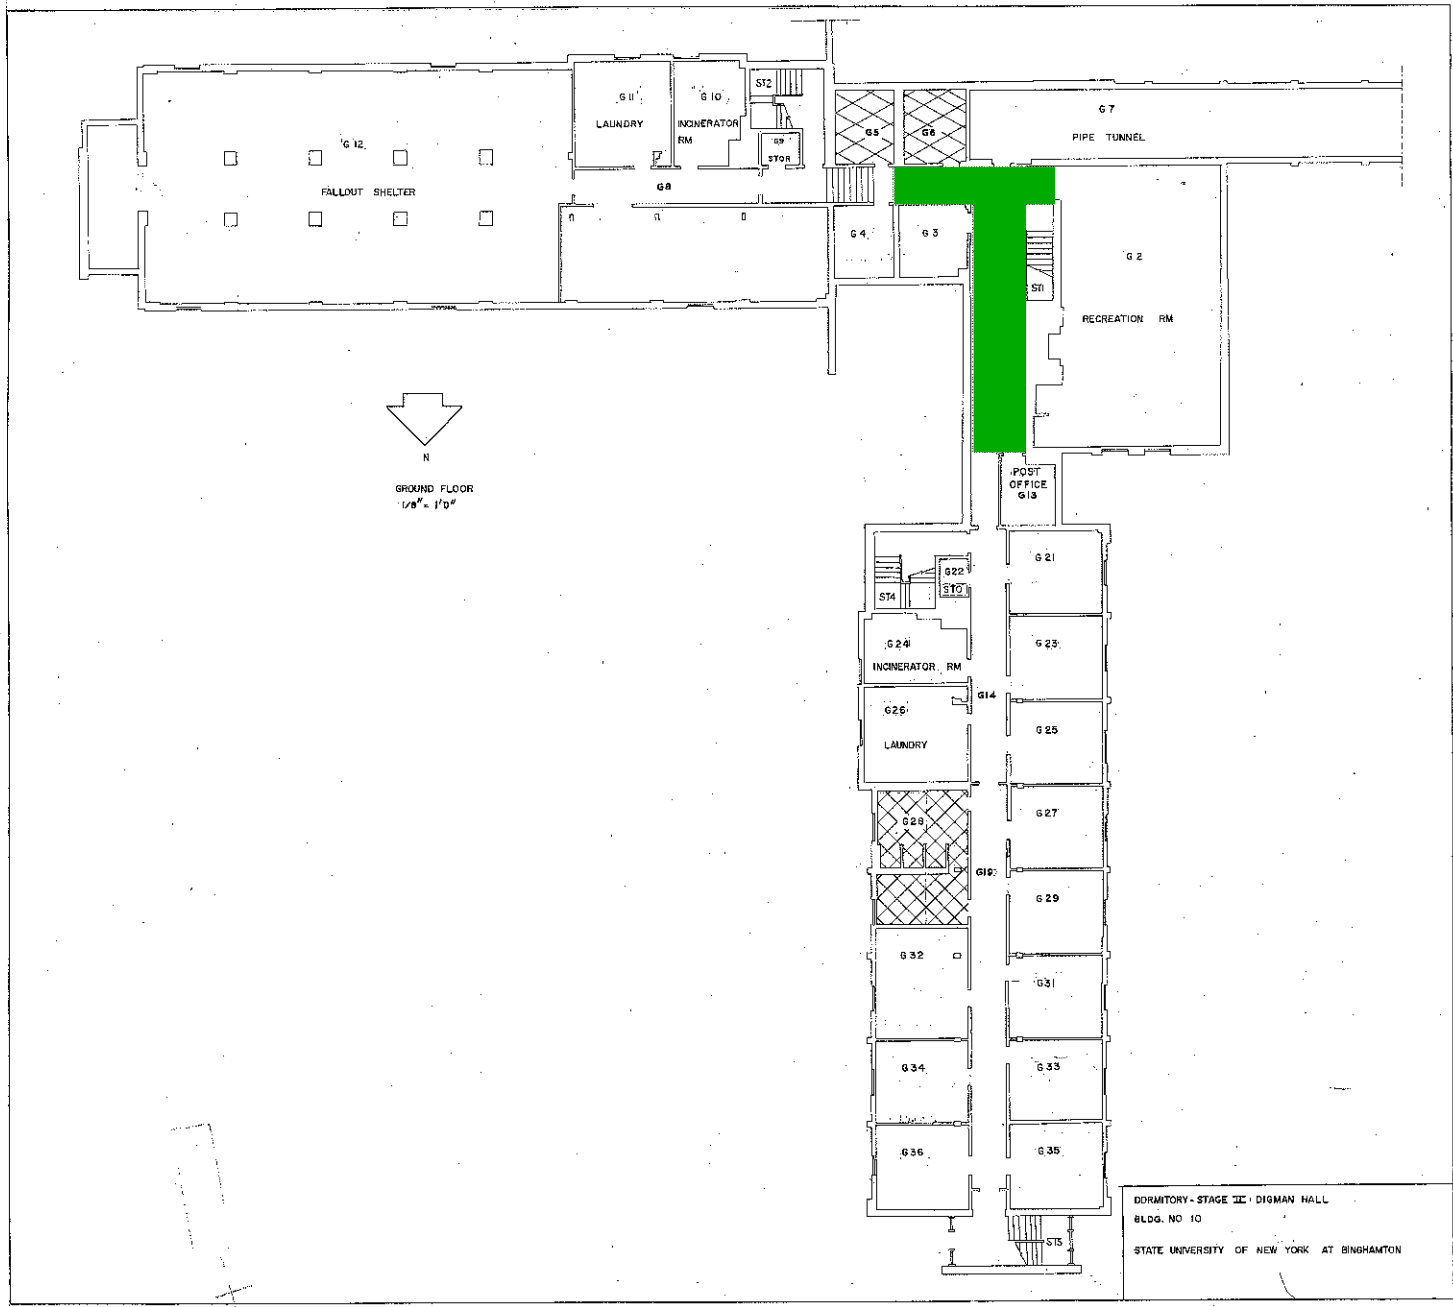 ST2
G 11
LAUNDRY
G 10
INCINERATOR
RM
G 12
FALLOUT SHELTER
G9
STOR
G8
G5
G6
G 7
PIPE TUNNEL
G 4
G 3
ST1
G 2
RECREATION RM
N
GROUND FLOOR
1/8" = 1'0"
POST
OFFICE
G13
G 21
G22
STO
ST4
G 23
G 24
INCINERATOR RM
G14
G 25
G 26
LAUNDRY
G 27
G 28
G19
G 29
G 32
G 31
G 34
G 33
G 36
G 35
ST5
DORMITORY - STAGE III DIGMAN HALL
BLDG. NO 10
STATE UNIVERSITY OF NEW YORK AT BINGHAMTON